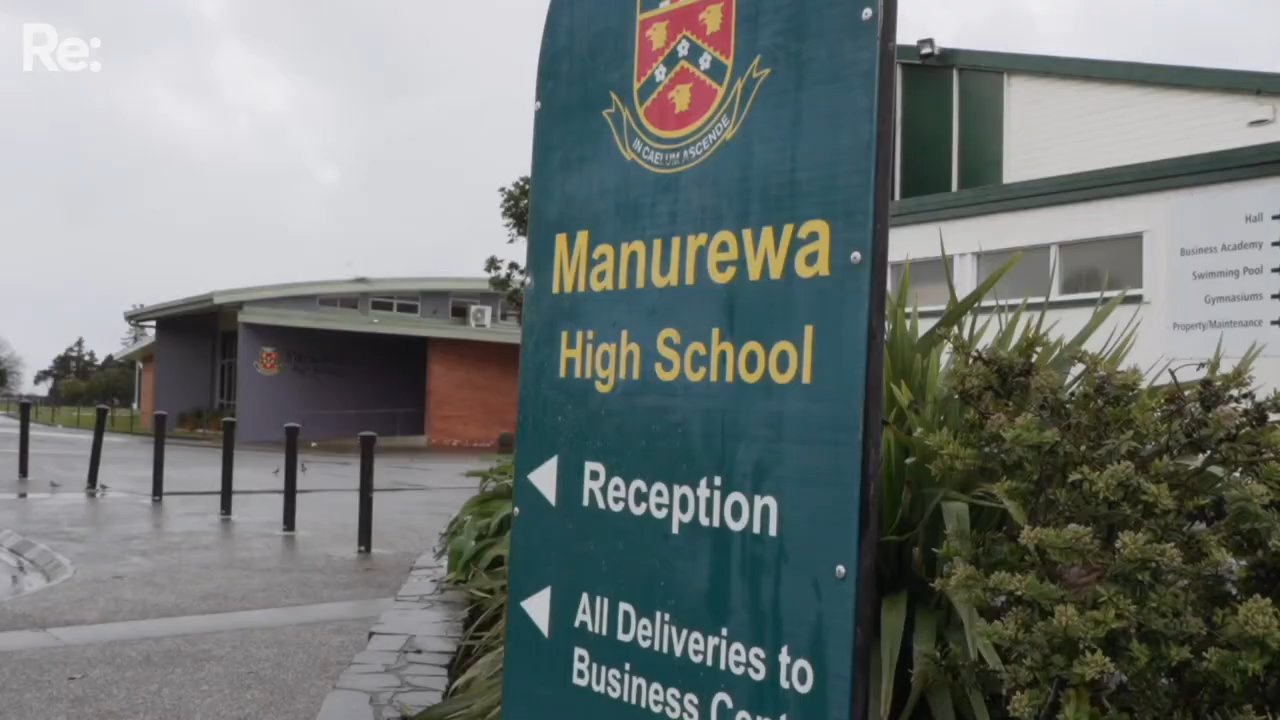 Re:
IN CAELUM ASCENDE
Manurewa
High School
Reception
All Deliveries to
Business
Hall
Business Academy
Swimming Pool
Gymnasiums
Property/Maintenance